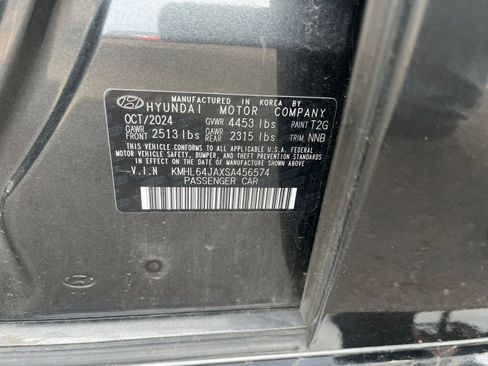 MANUFACTURED IN KOREA BY
HYUNDAI MOTOR COMPANY
OCT/2024 GVWR 4453 lbs PAINT T2G
GAWR FRONT 2513 lbs GAWR REAR 2315 lbs TRIM NNB
THIS VEHICLE CONFORMS TO ALL APPLICABLE U.S.A. FEDERAL
MOTOR VEHICLE SAFETY, BUMPER, AND THEFT PREVENTION STANDARDS
IN EFFECT ON THE DATE OF MANUFACTURE SHOWN ABOVE.
V.I.N KMHL64JAXSA456574
PASSENGER CAR